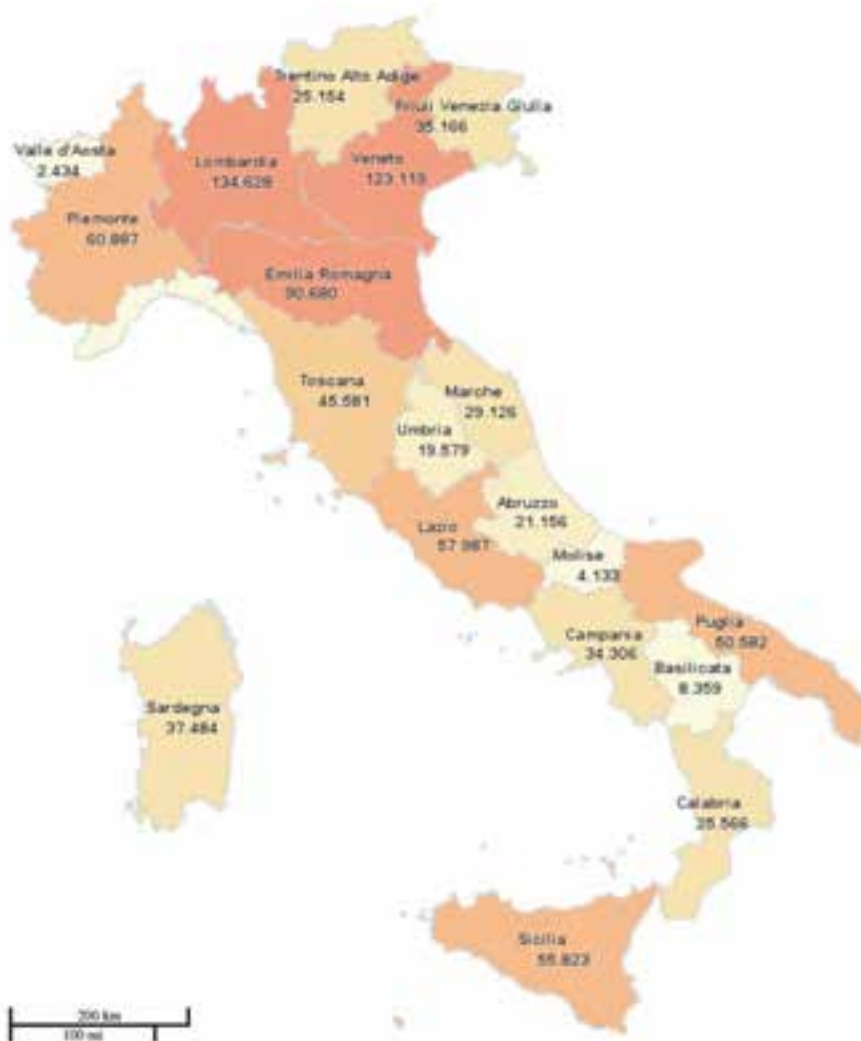 Trentino Alto Adige
25.154
Friuli Venezia Giulia
35.166
Valle d'Aosta
2.434
Lombardia
134.628
Veneto
123.113
Piemonte
60.887
Emilia Romagna
90.680
Toscana
45.581
Marche
29.126
Umbria
19.579
Abruzzo
21.156
Lazio
57.987
Molise
4.133
Puglia
50.582
Campania
34.306
Basilicata
8.359
Sardegna
37.484
Calabria
25.566
Sicilia
55.823
200 km
100 mi